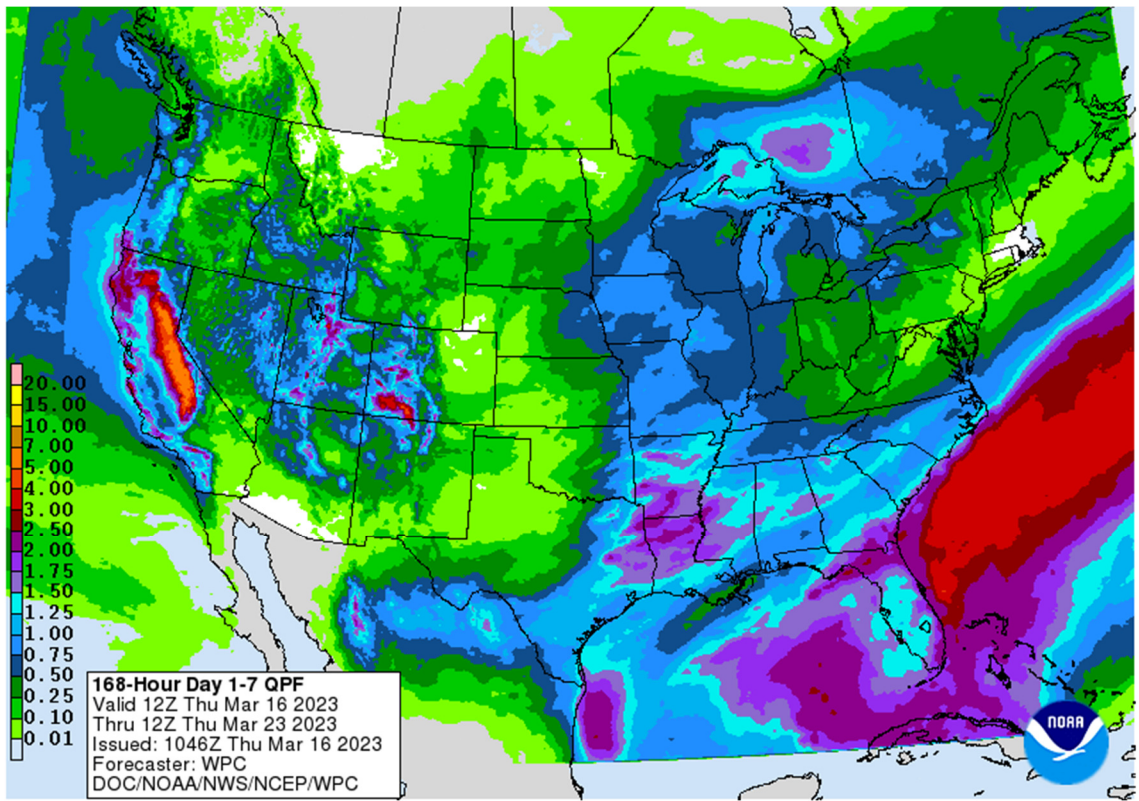 20.00
15.00
10.00
7.00
5.00
4.00
3.00
2.50
2.00
1.75
1.50
1.25
1.00
0.75
0.50
0.25
0.10
0.01
168-Hour Day 1-7 QPF
Valid 12Z Thu Mar 16 2023
Thru 12Z Thu Mar 23 2023
Issued: 1046Z Thu Mar 16 2023
Forecaster: WPC
DOC/NOAA/NWS/NCEP/WPC
NOAA